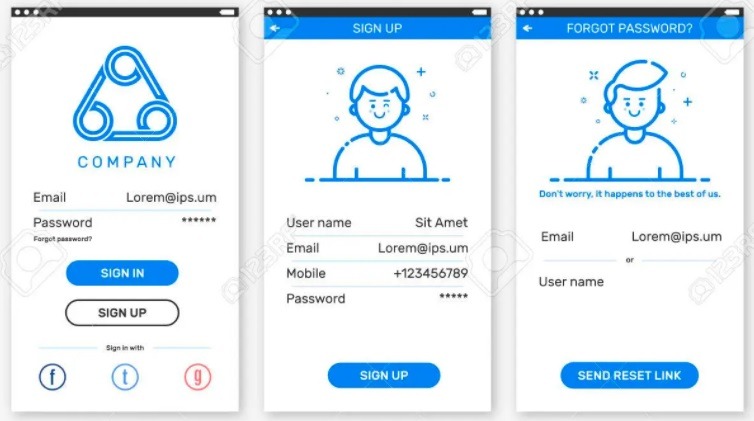 COMPANY
Email Lorem@ips.um
Password ******
Forgot password?
SIGN IN
SIGN UP
Sign in with
f t g
SIGN UP
User name Sit Amet
Email Lorem@ips.um
Mobile +123456789
Password *****
SIGN UP
FORGOT PASSWORD?
Don't worry, it happens to the best of us.
Email Lorem@ips.um
or
User name
SEND RESET LINK